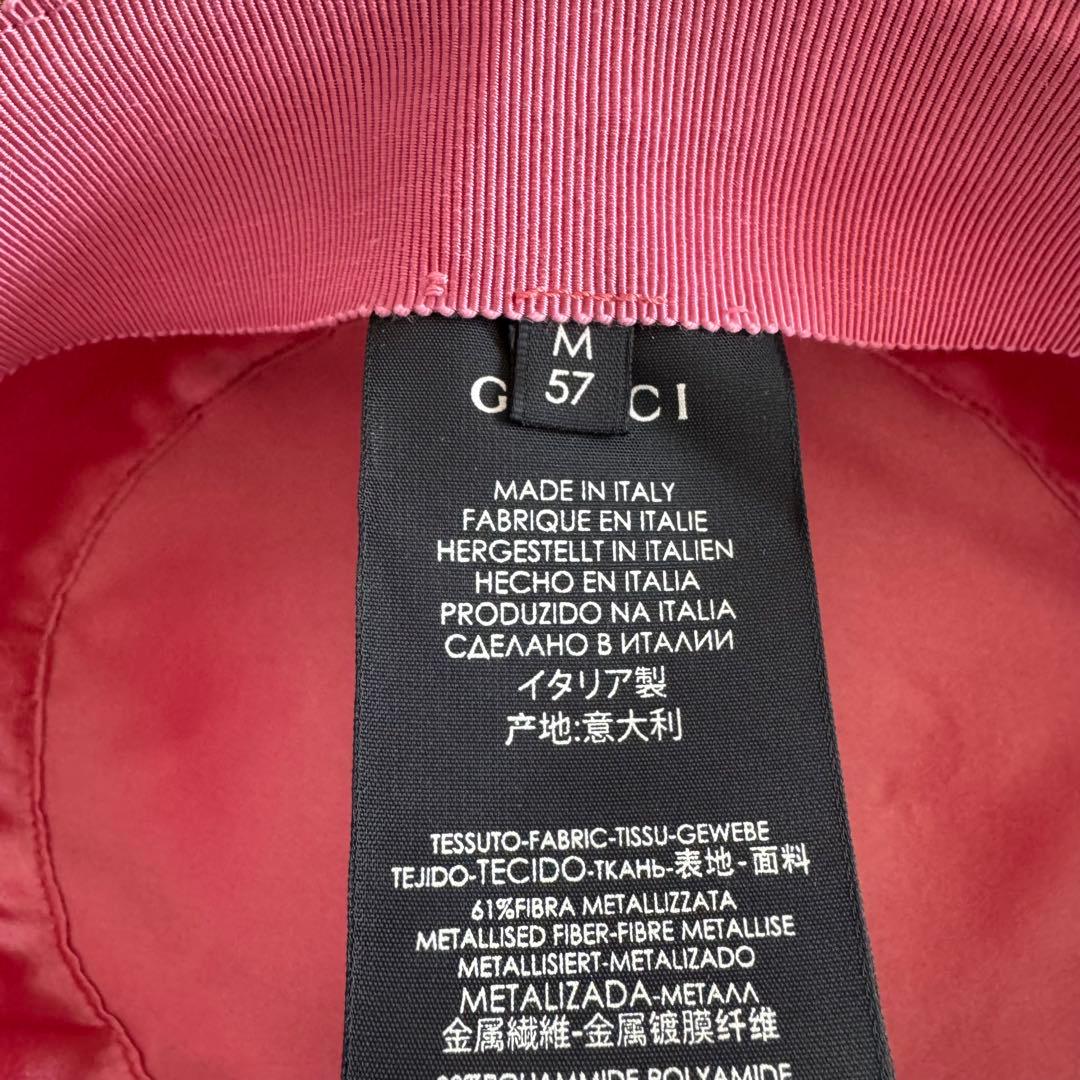 M
57
G CI
MADE IN ITALY
FABRIQUE EN ITALIE
HERGESTELLT IN ITALIEN
HECHO EN ITALIA
PRODUZIDO NA ITALIA
СДЕЛАНО В ИТАЛИИ
イタリア製
产地:意大利
TESSUTO-FABRIC-TISSU-GEWEBE
TEJIDO-TECIDO-ТКАНЬ-表地-面料
61%FIBRA METALLIZZATA
METALLISED FIBER-FIBRE METALLISE
METALLISIERT-METALIZADO
METALIZADA-МЕТАЛЛ
金属繊維-金属镀膜纤维
POLYAMIDE